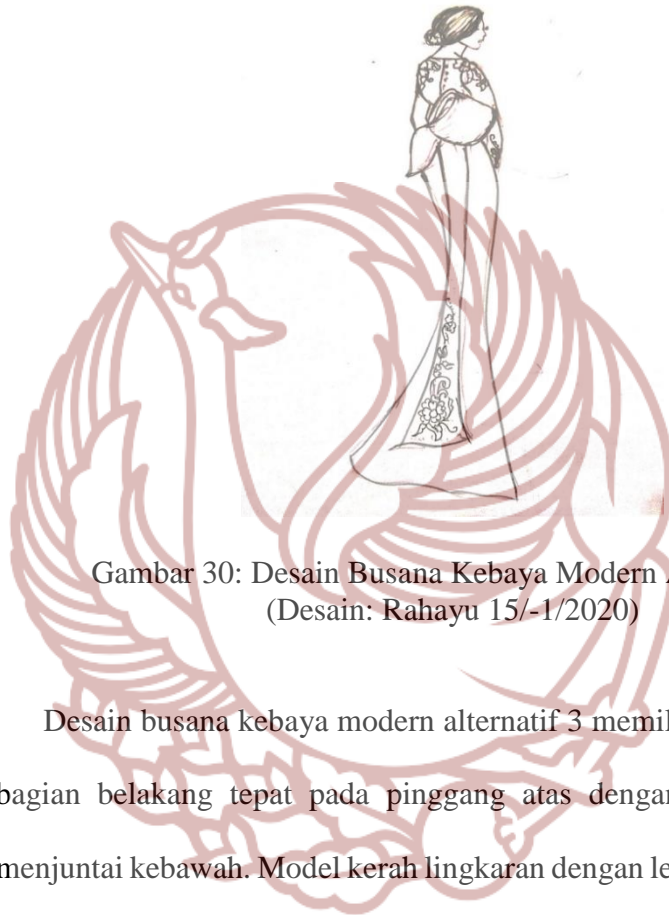 Gambar 30: Desain Busana Kebaya Modern
(Desain: Rahayu 15/-1/2020)
Desain busana kebaya modern alternatif 3
bagian belakang tepat pada pinggang atas dengan
menjuntai kebawah. Model kerah lingkaran dengan